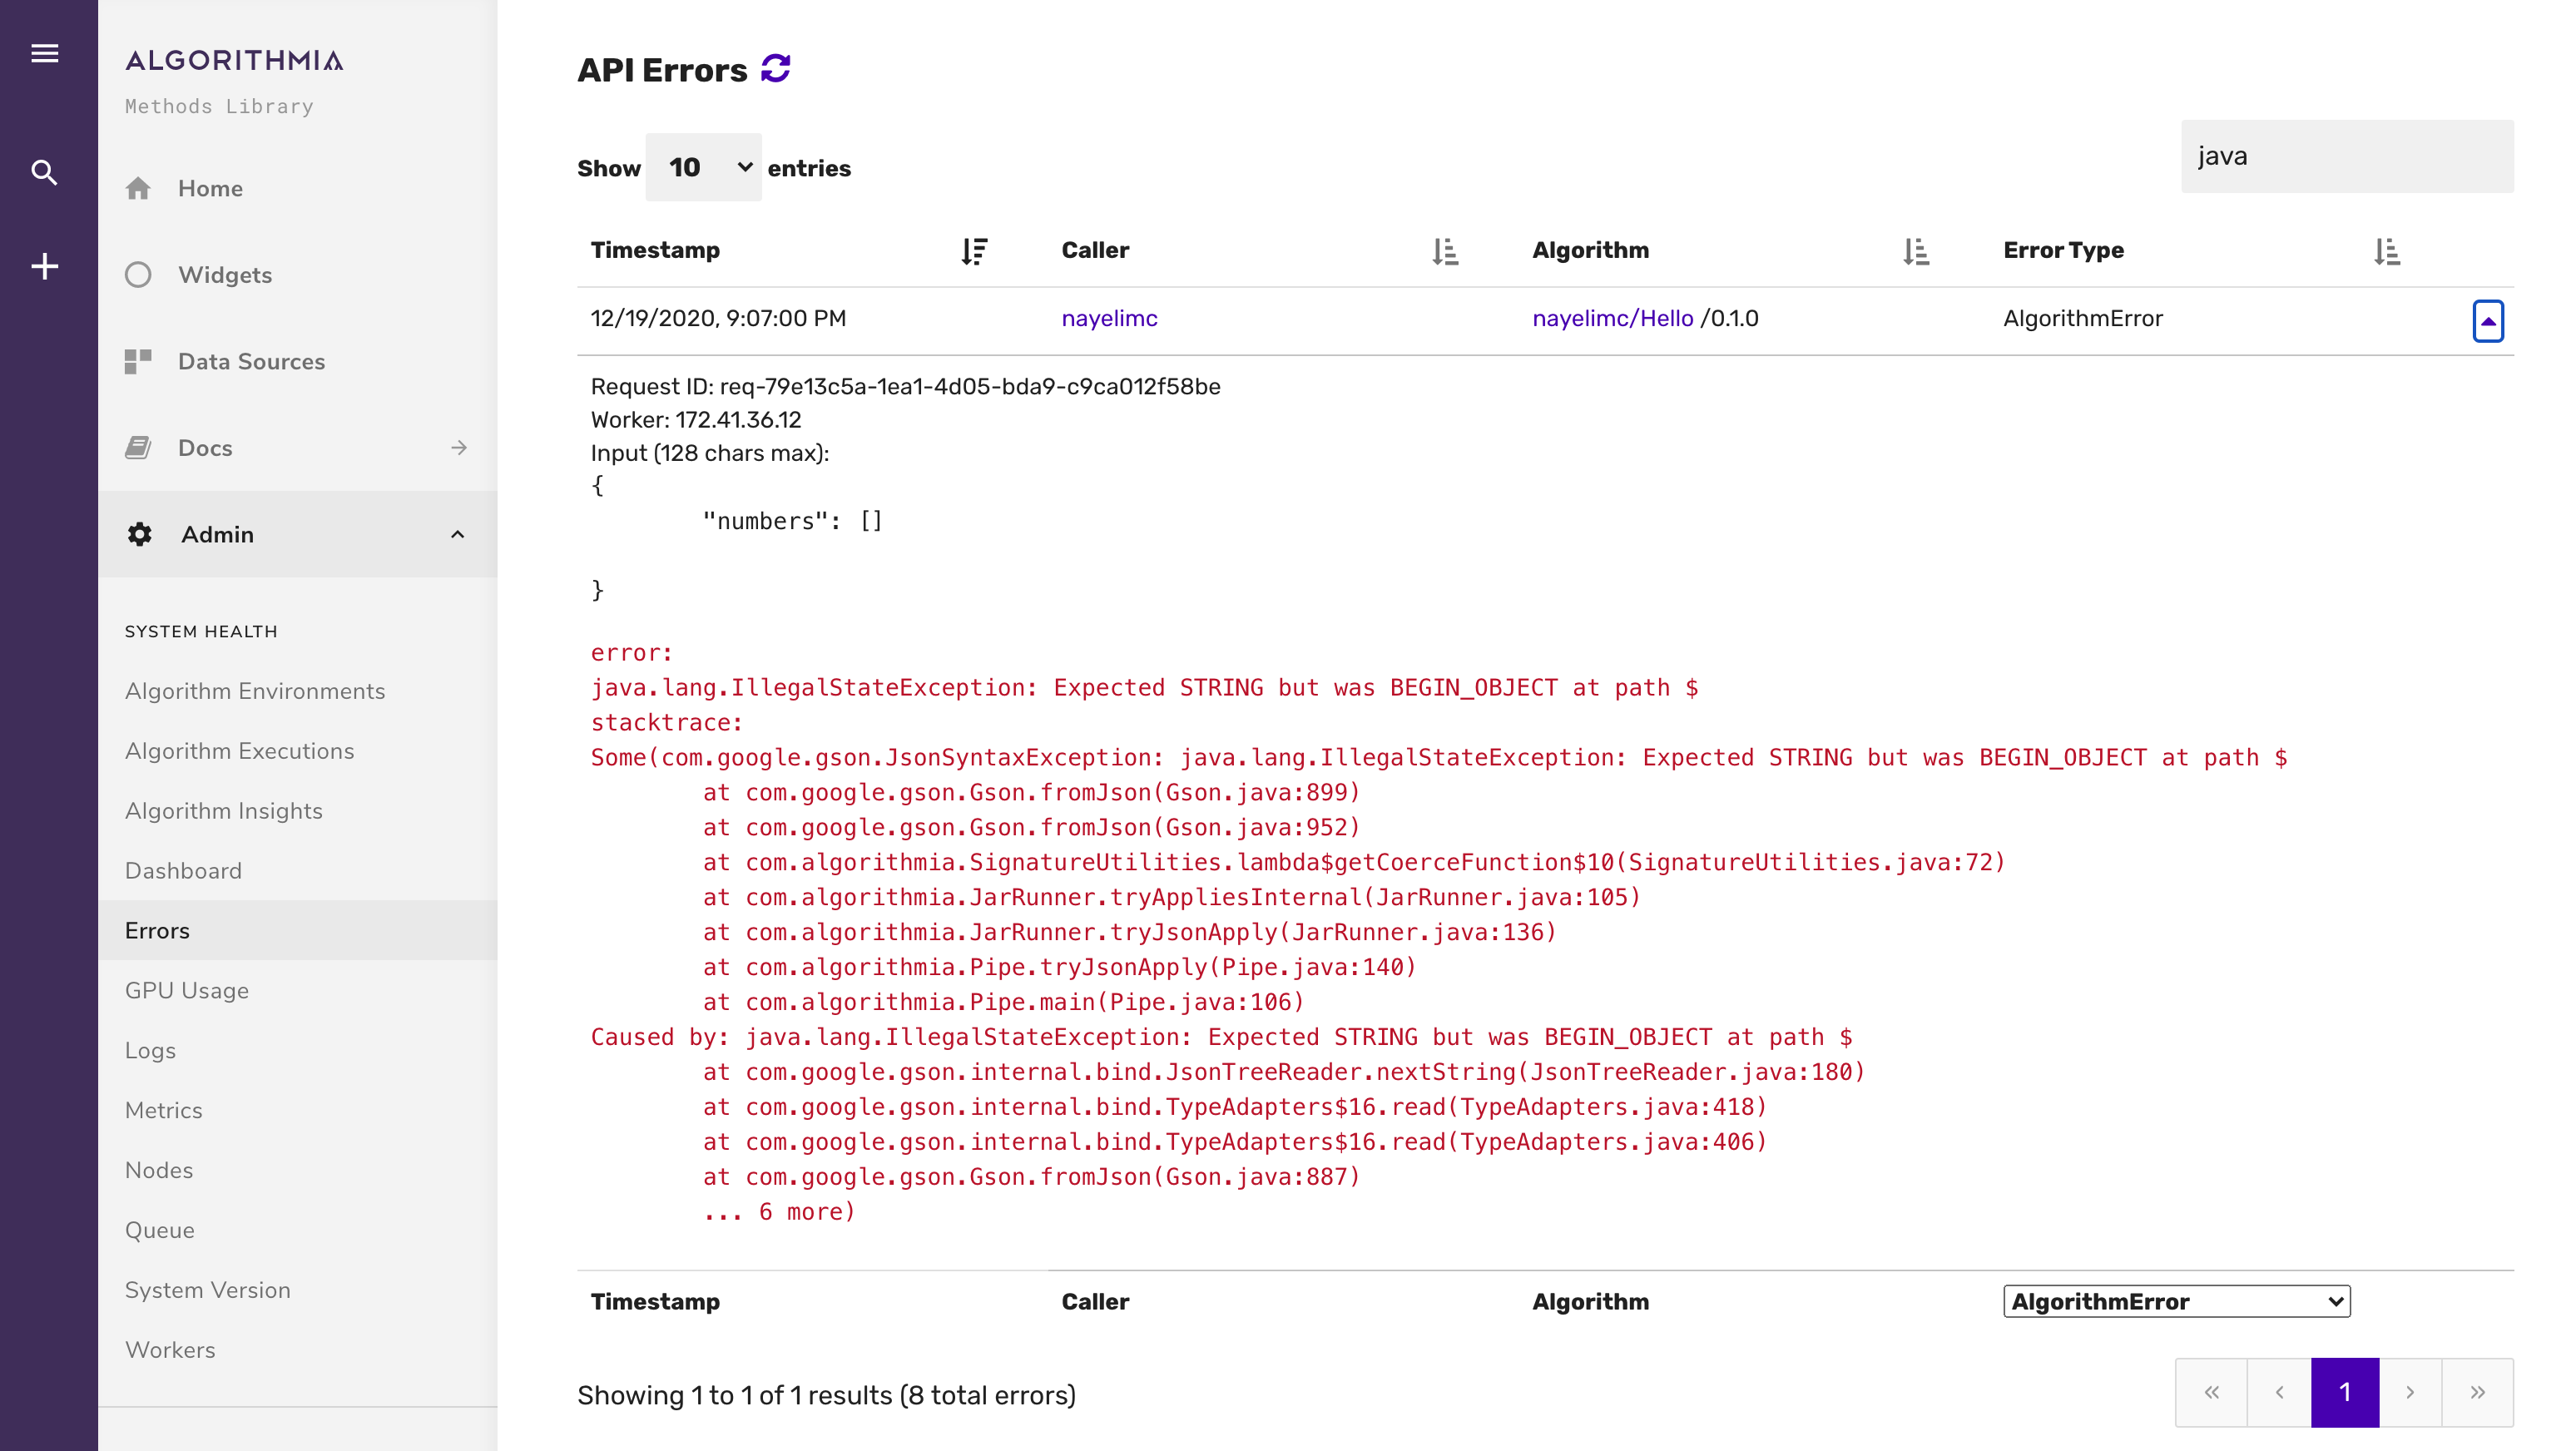 ALGORITHMIA
Methods Library
Home
Widgets
Data Sources
Docs
Admin
SYSTEM HEALTH
Algorithm Environments
Algorithm Executions
Algorithm Insights
Dashboard
Errors
GPU Usage
Logs
Metrics
Nodes
Queue
System Version
Workers
API Errors
Show 10 entries
java
Timestamp Caller Algorithm Error Type
12/19/2020, 9:07:00 PM nayelimc nayelimc/Hello /0.1.0 AlgorithmError
Request ID: req-79e13c5a-1ea1-4d05-bda9-c9ca012f58be
Worker: 172.41.36.12
Input (128 chars max):
{
"numbers": []
}
error:
java.lang.IllegalStateException: Expected STRING but was BEGIN_OBJECT at path $
stacktrace:
Some(com.google.gson.JsonSyntaxException: java.lang.IllegalStateException: Expected STRING but was BEGIN_OBJECT at path $
at com.google.gson.Gson.fromJson(Gson.java:899)
at com.google.gson.Gson.fromJson(Gson.java:952)
at com.algorithmia.SignatureUtilities.lambda$getCoerceFunction$10(SignatureUtilities.java:72)
at com.algorithmia.JarRunner.tryAppliesInternal(JarRunner.java:105)
at com.algorithmia.JarRunner.tryJsonApply(JarRunner.java:136)
at com.algorithmia.Pipe.tryJsonApply(Pipe.java:140)
at com.algorithmia.Pipe.main(Pipe.java:106)
Caused by: java.lang.IllegalStateException: Expected STRING but was BEGIN_OBJECT at path $
at com.google.gson.internal.bind.JsonTreeReader.nextString(JsonTreeReader.java:180)
at com.google.gson.internal.bind.TypeAdapters$16.read(TypeAdapters.java:418)
at com.google.gson.internal.bind.TypeAdapters$16.read(TypeAdapters.java:406)
at com.google.gson.Gson.fromJson(Gson.java:887)
... 6 more)
Timestamp Caller Algorithm AlgorithmError
Showing 1 to 1 of 1 results (8 total errors)
« ‹ 1 › »